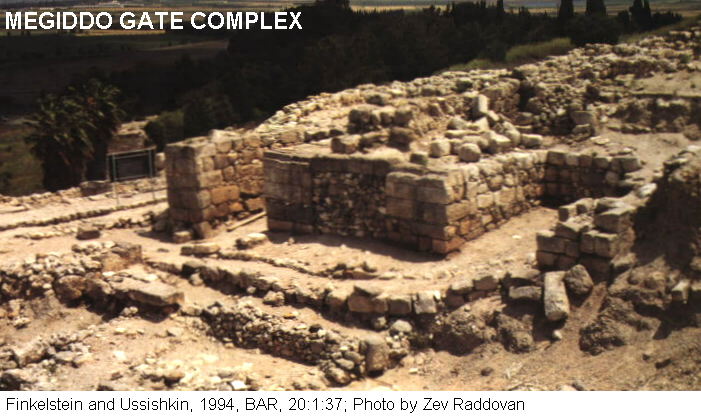 MEGIDDO GATE COMPLEX
Finkelstein and Ussishkin, 1994, BAR, 20:1:37; Photo by Zev Raddovan